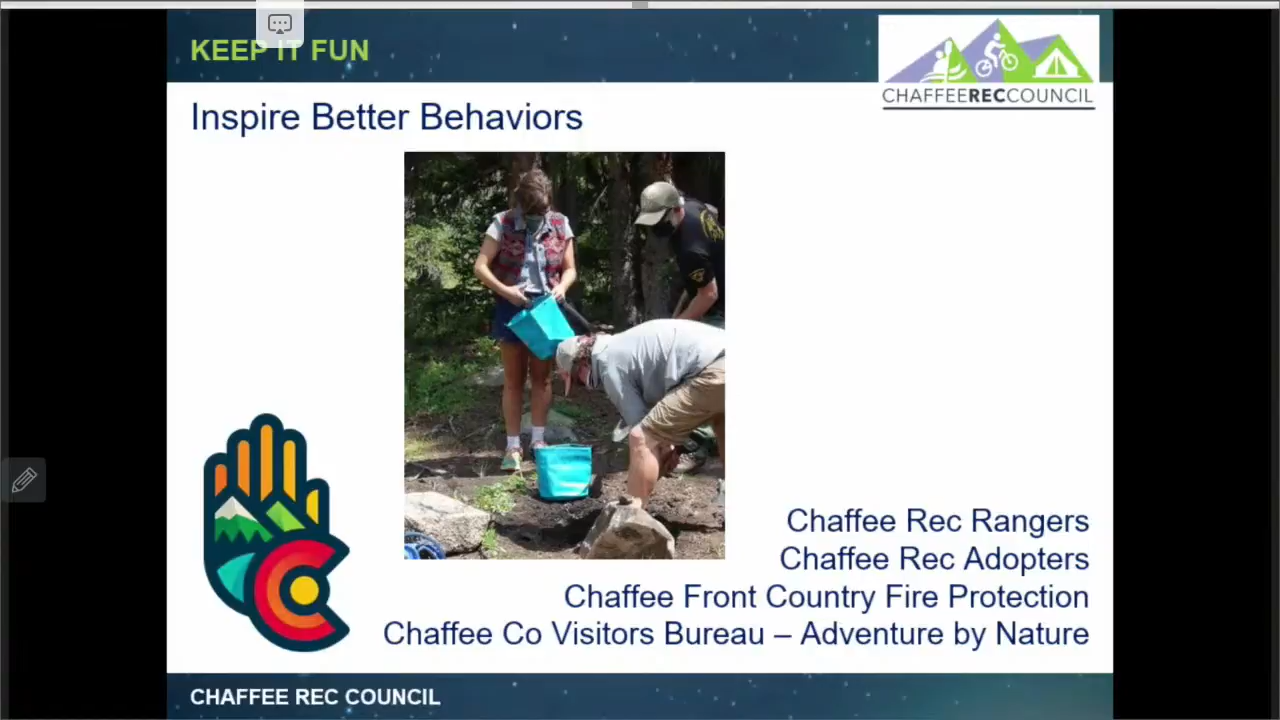 KEEP IT FUN
CHAFFEERECCOUNCIL
Inspire Better Behaviors
Chaffee Rec Rangers
Chaffee Rec Adopters
Chaffee Front Country Fire Protection
Chaffee Co Visitors Bureau – Adventure by Nature
CHAFFEE REC COUNCIL